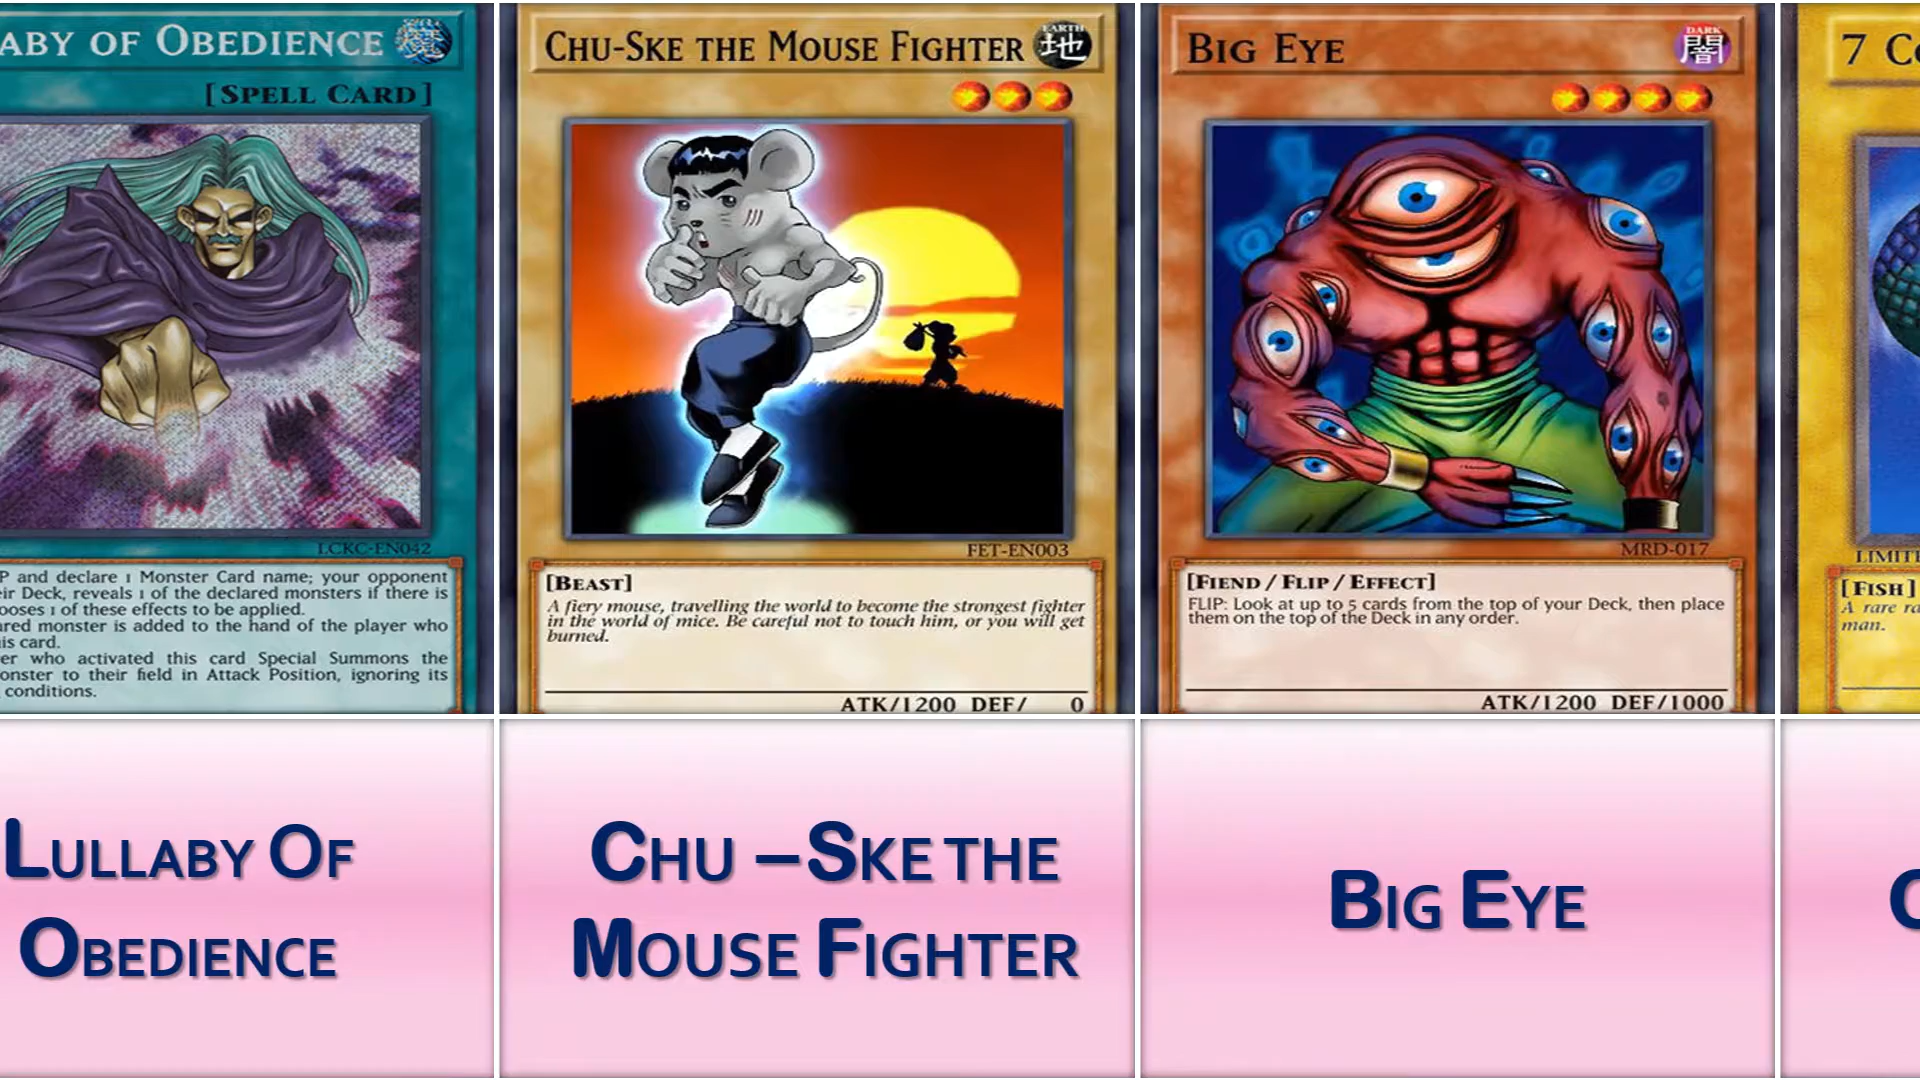 ABY OF OBEDIENCE
SPELL
[SPELL CARD]
LCKC-EN042
P and declare 1 Monster Card name; your opponent
eir Deck, reveals 1 of the declared monsters if there is
ooses 1 of these effects to be applied.
ared monster is added to the hand of the player who
is card.
er who activated this card Special Summons the
onster to their field in Attack Position, ignoring its
conditions.
CHU-SKE THE MOUSE FIGHTER
EARTH
地
FET-EN003
[BEAST]
A fiery mouse, travelling the world to become the strongest fighter
in the world of mice. Be careful not to touch him, or you will get
burned.
ATK/1200 DEF/ 0
BIG EYE
DARK
闇
MRD-017
[FIEND / FLIP / EFFECT]
FLIP: Look at up to 5 cards from the top of your Deck, then place
them on the top of the Deck in any order.
ATK/1200 DEF/1000
7 CO
LIMITE
[FISH]
A rare ra
man.
LULLABY OF
OBEDIENCE
CHU – SKE THE
MOUSE FIGHTER
BIG EYE